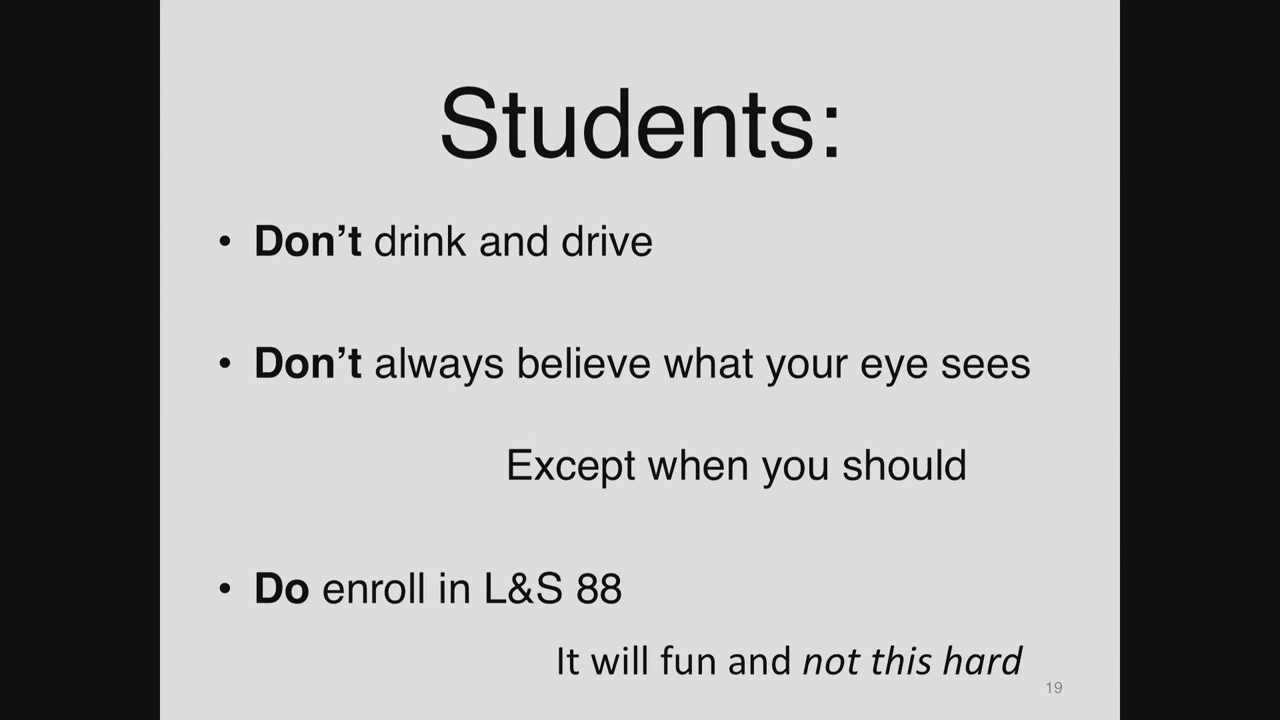 Students:
• Don’t drink and drive
• Don’t always believe what your eye sees
Except when you should
• Do enroll in L&S 88
It will fun and not this hard
19